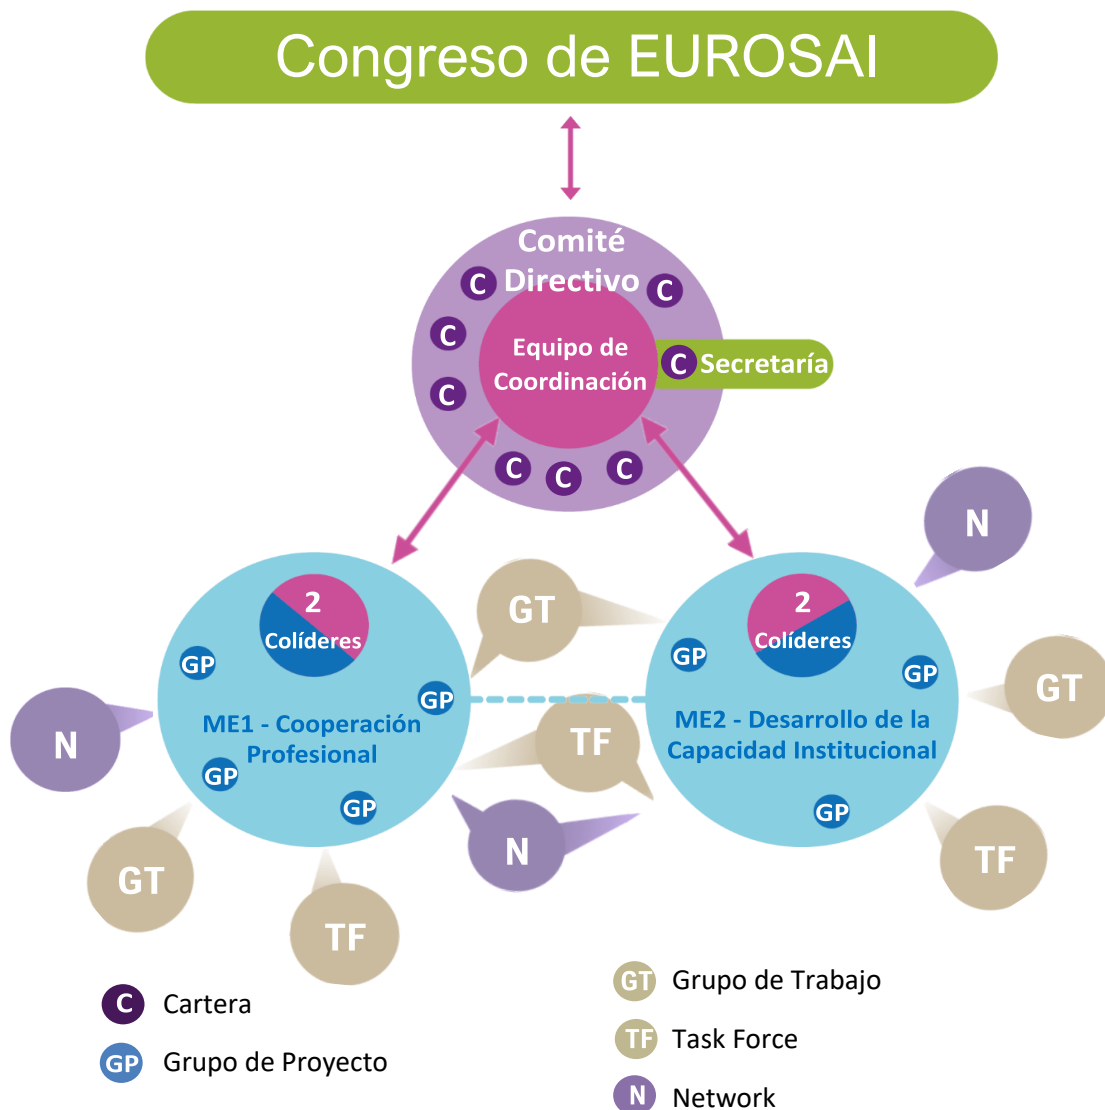 Congreso de EUROSAI
Comité
Directivo
C
C
C
C
Equipo de
Coordinación
C
Secretaría
C
C
C
C
N
2
Colíderes
GT
2
Colíderes
GP
GP
GP
GP
GT
ME1 - Cooperación
Profesional
ME2 - Desarrollo de la
Capacidad Institucional
N
TF
GP
GP
GP
N
TF
GT
TF
C
Cartera
GT
Grupo de Trabajo
GP
Grupo de Proyecto
TF
Task Force
N
Network